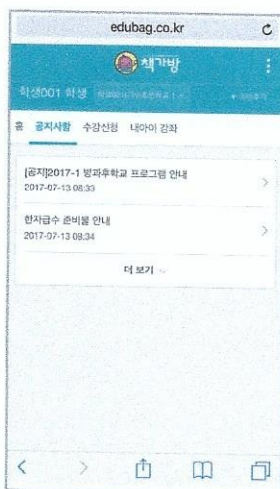 edubag.co.kr
책가방
학생001 학생
홈 공지사항 수강신청 내아이 강좌
[공지]2017-1 방과후학교 프로그램 안내
2017-07-13 08:33
한자급수 준비물 안내
2017-07-13 08:34
더 보기